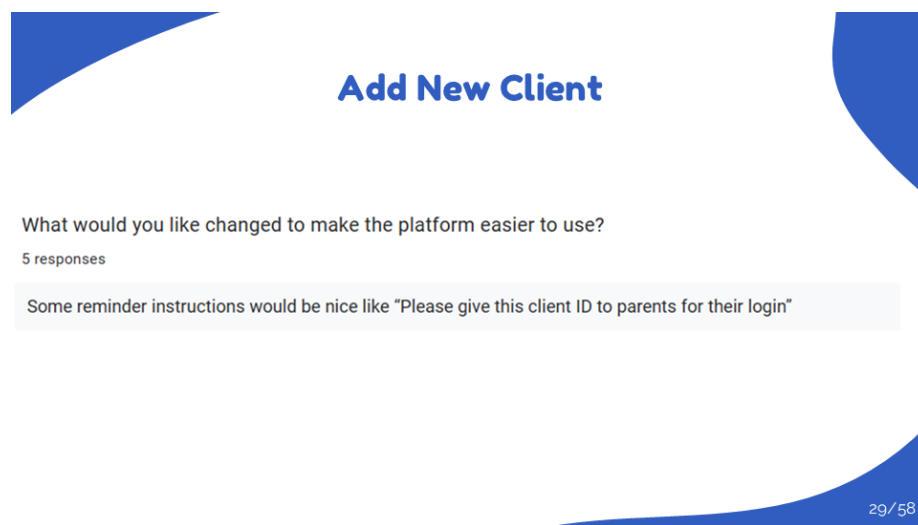 Add New Client
What would you like changed to make the platform easier to use?
5 responses
Some reminder instructions would be nice like “Please give this client ID to parents for their login”
29/58